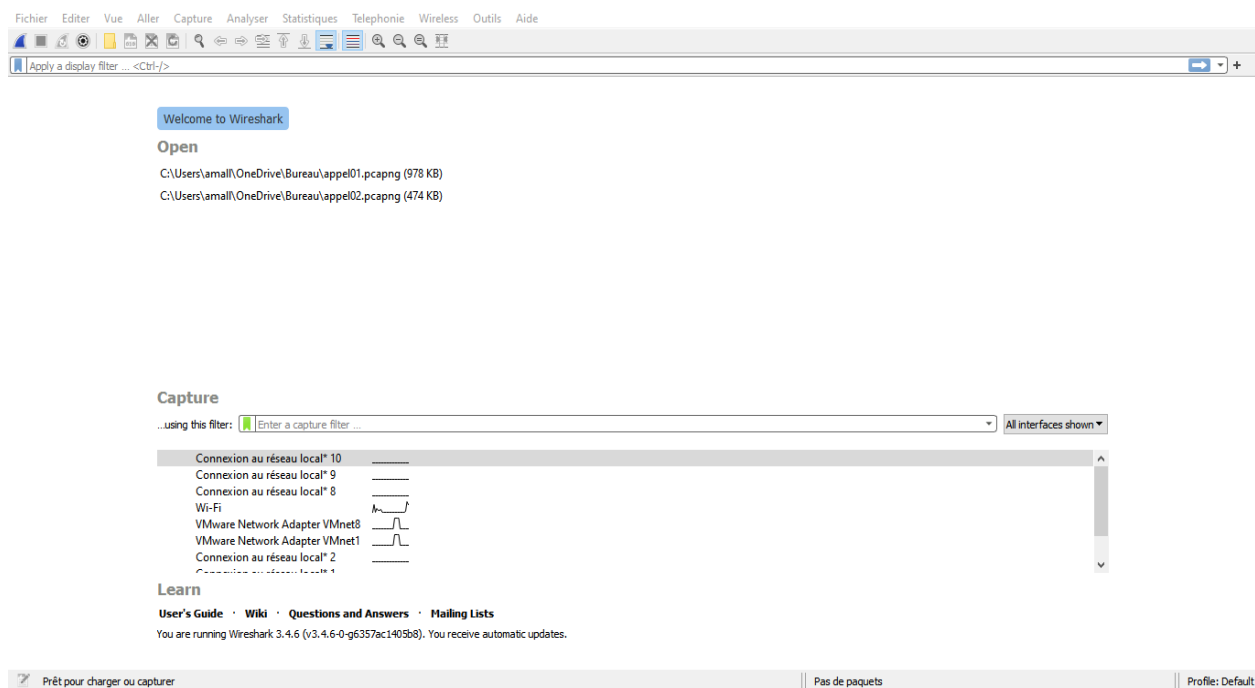 Fichier Editer Vue Aller Capture Analyser Statistiques Telephonie Wireless Outils Aide
Apply a display filter ... <Ctrl-/>
+
Welcome to Wireshark
Open
C:\Users\amall\OneDrive\Bureau\appel01.pcapng (978 KB)
C:\Users\amall\OneDrive\Bureau\appel02.pcapng (474 KB)
Capture
...using this filter: Enter a capture filter ... All interfaces shown
Connexion au réseau local* 10
Connexion au réseau local* 9
Connexion au réseau local* 8
Wi-Fi
VMware Network Adapter VMnet8
VMware Network Adapter VMnet1
Connexion au réseau local* 2
Connexion au réseau local* 1
Learn
User's Guide · Wiki · Questions and Answers · Mailing Lists
You are running Wireshark 3.4.6 (v3.4.6-0-g6357ac1405b8). You receive automatic updates.
Prêt pour charger ou capturer Pas de paquets Profile: Default